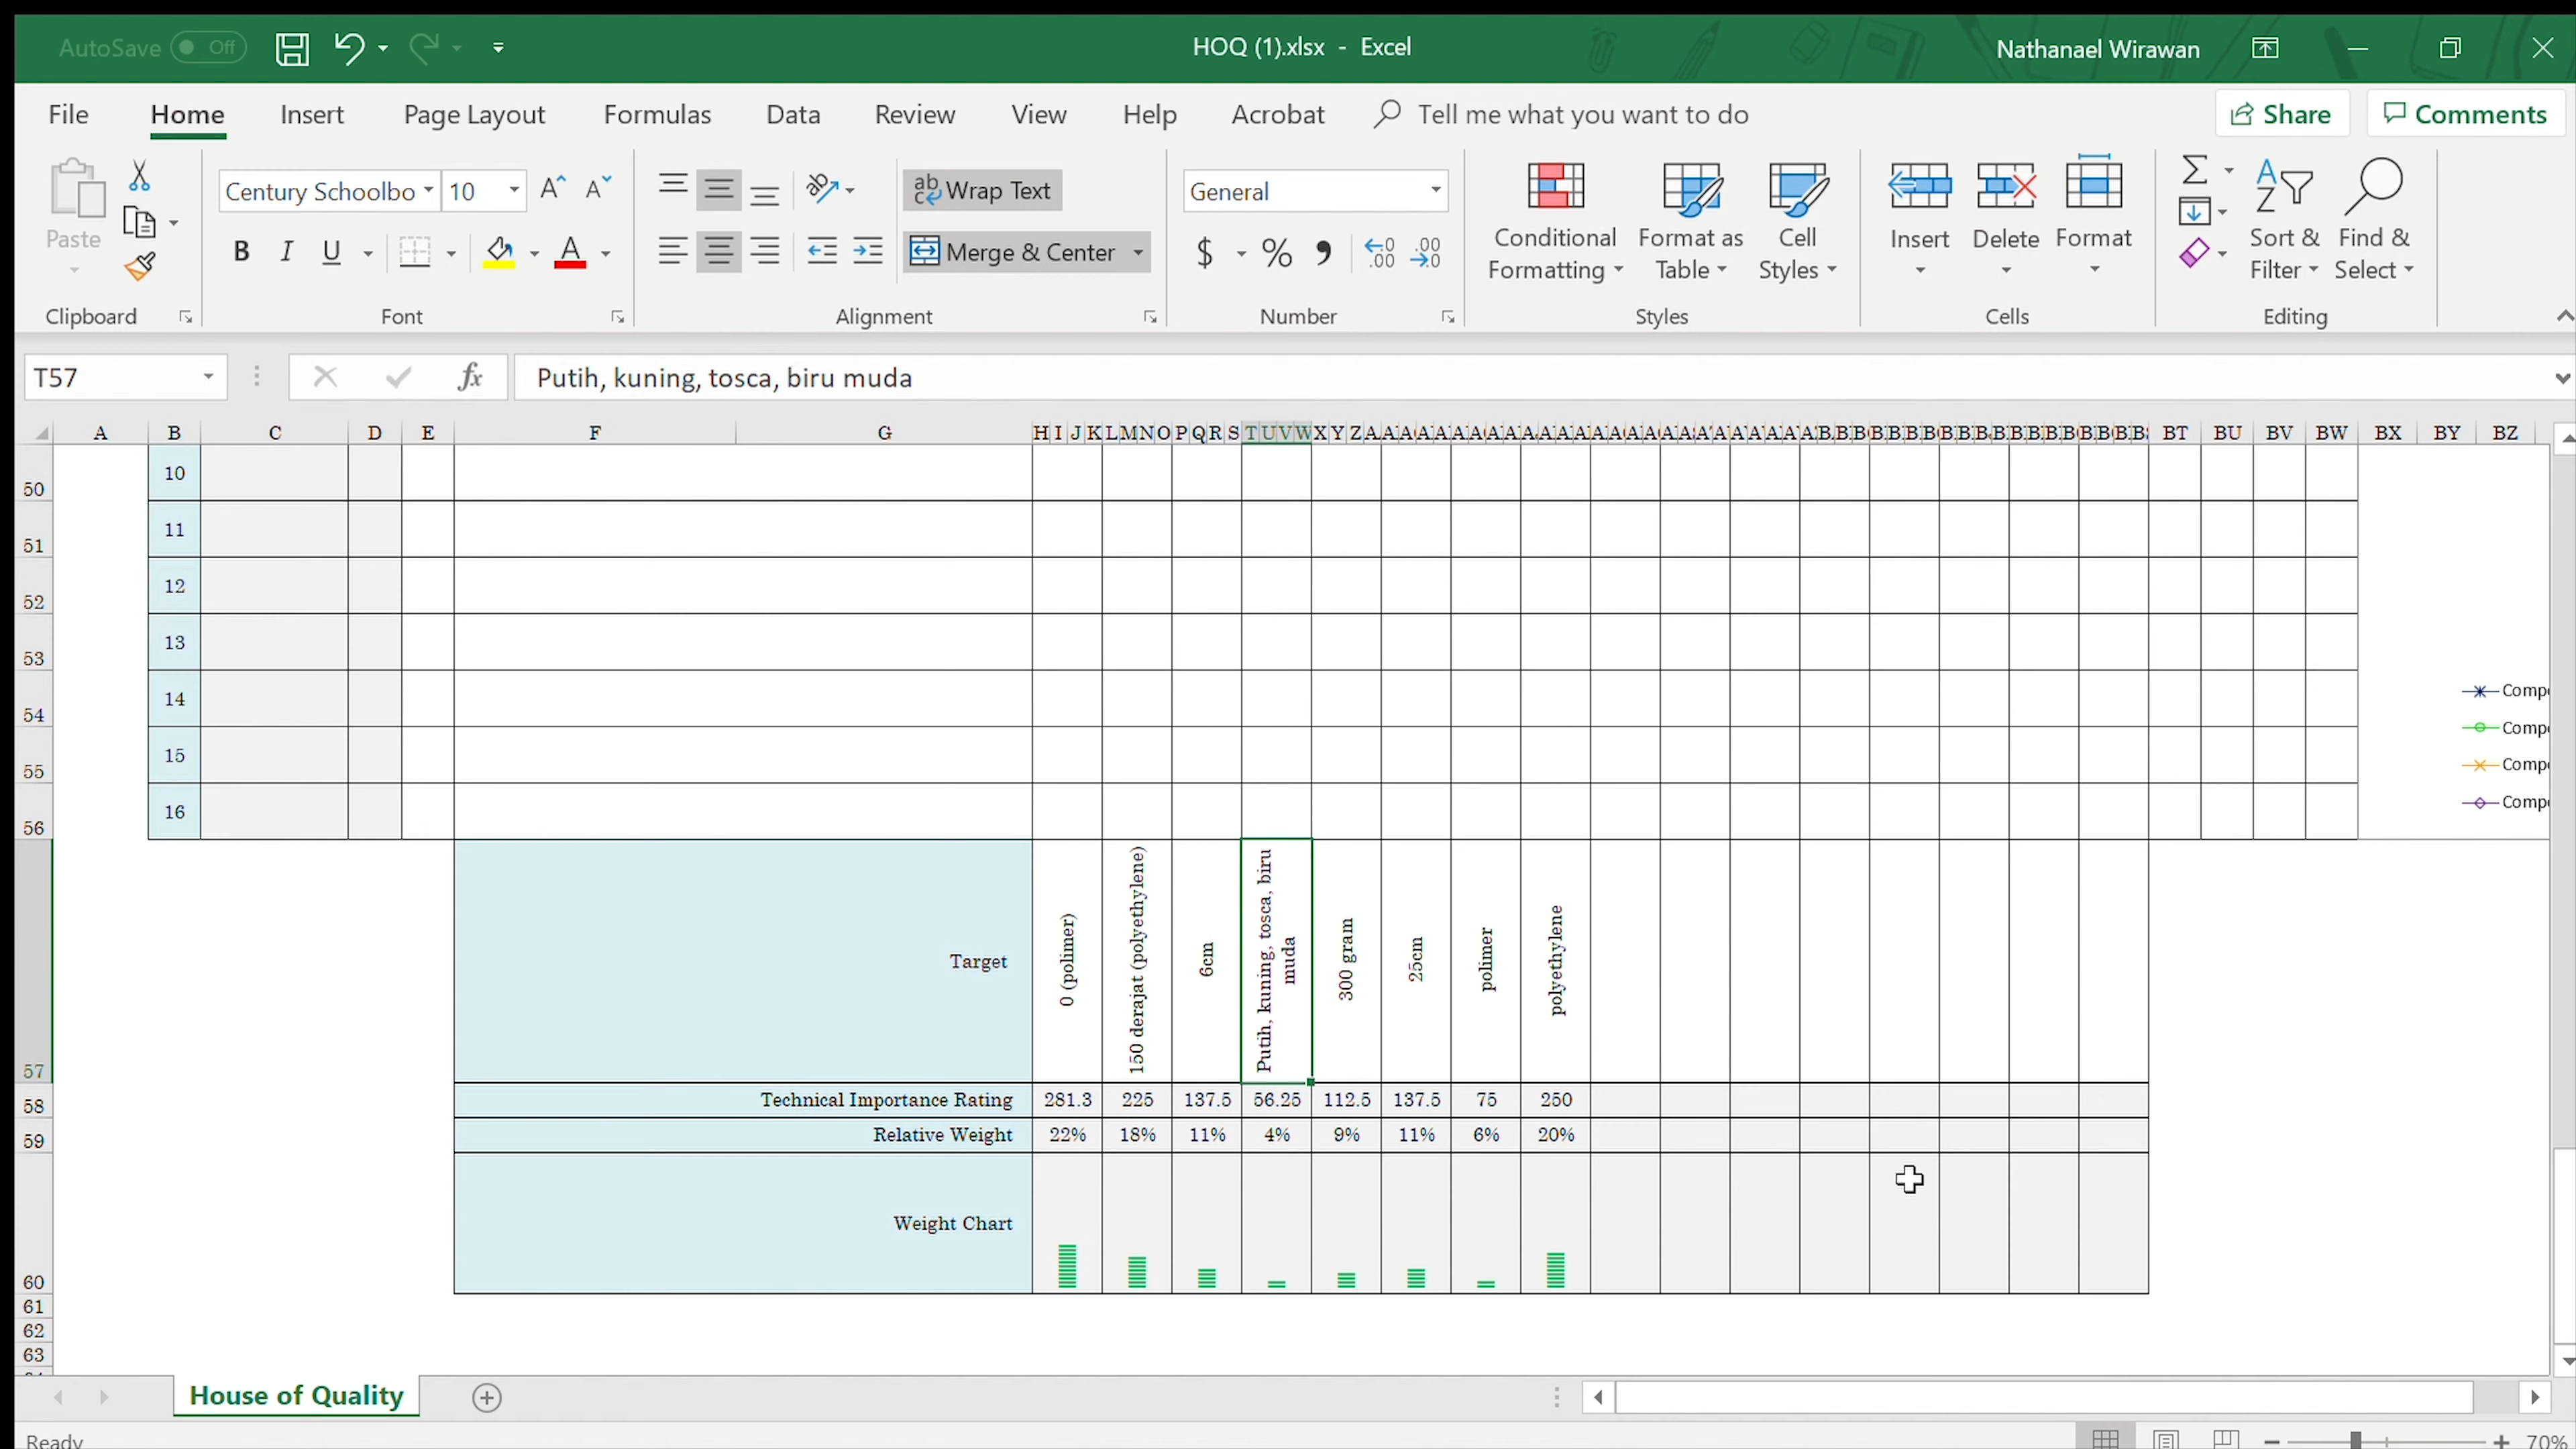 AutoSave Off
HOQ (1).xlsx - Excel
Nathanael Wirawan
File Home Insert Page Layout Formulas Data Review View Help Acrobat Tell me what you want to do Share Comments
Paste
Century Schoolbo 10
Wrap Text
General
B I U
Merge & Center
$ % ,
Conditional Formatting
Format as Table
Cell Styles
Insert Delete Format
Sort & Filter
Find & Select
Clipboard Font Alignment Number Styles Cells Editing
T57 fx Putih, kuning, tosca, biru muda
A B C D E F G H I J K L M N O P Q R S T U V W X Y Z BT BU BV BW BX BY BZ
50 10
51 11
52 12
53 13
54 14
55 15
56 16
Comp
Comp
Comp
Comp
57 Target
0 (polimer)
150 derajat (polyethylene)
6cm
Putih, kuning, tosca, biru
muda
300 gram
25cm
polimer
polyethylene
58 Technical Importance Rating 281.3 225 137.5 56.25 112.5 137.5 75 250
59 Relative Weight 22% 18% 11% 4% 9% 11% 6% 20%
60 Weight Chart
61
62
63
House of Quality
Ready
70%